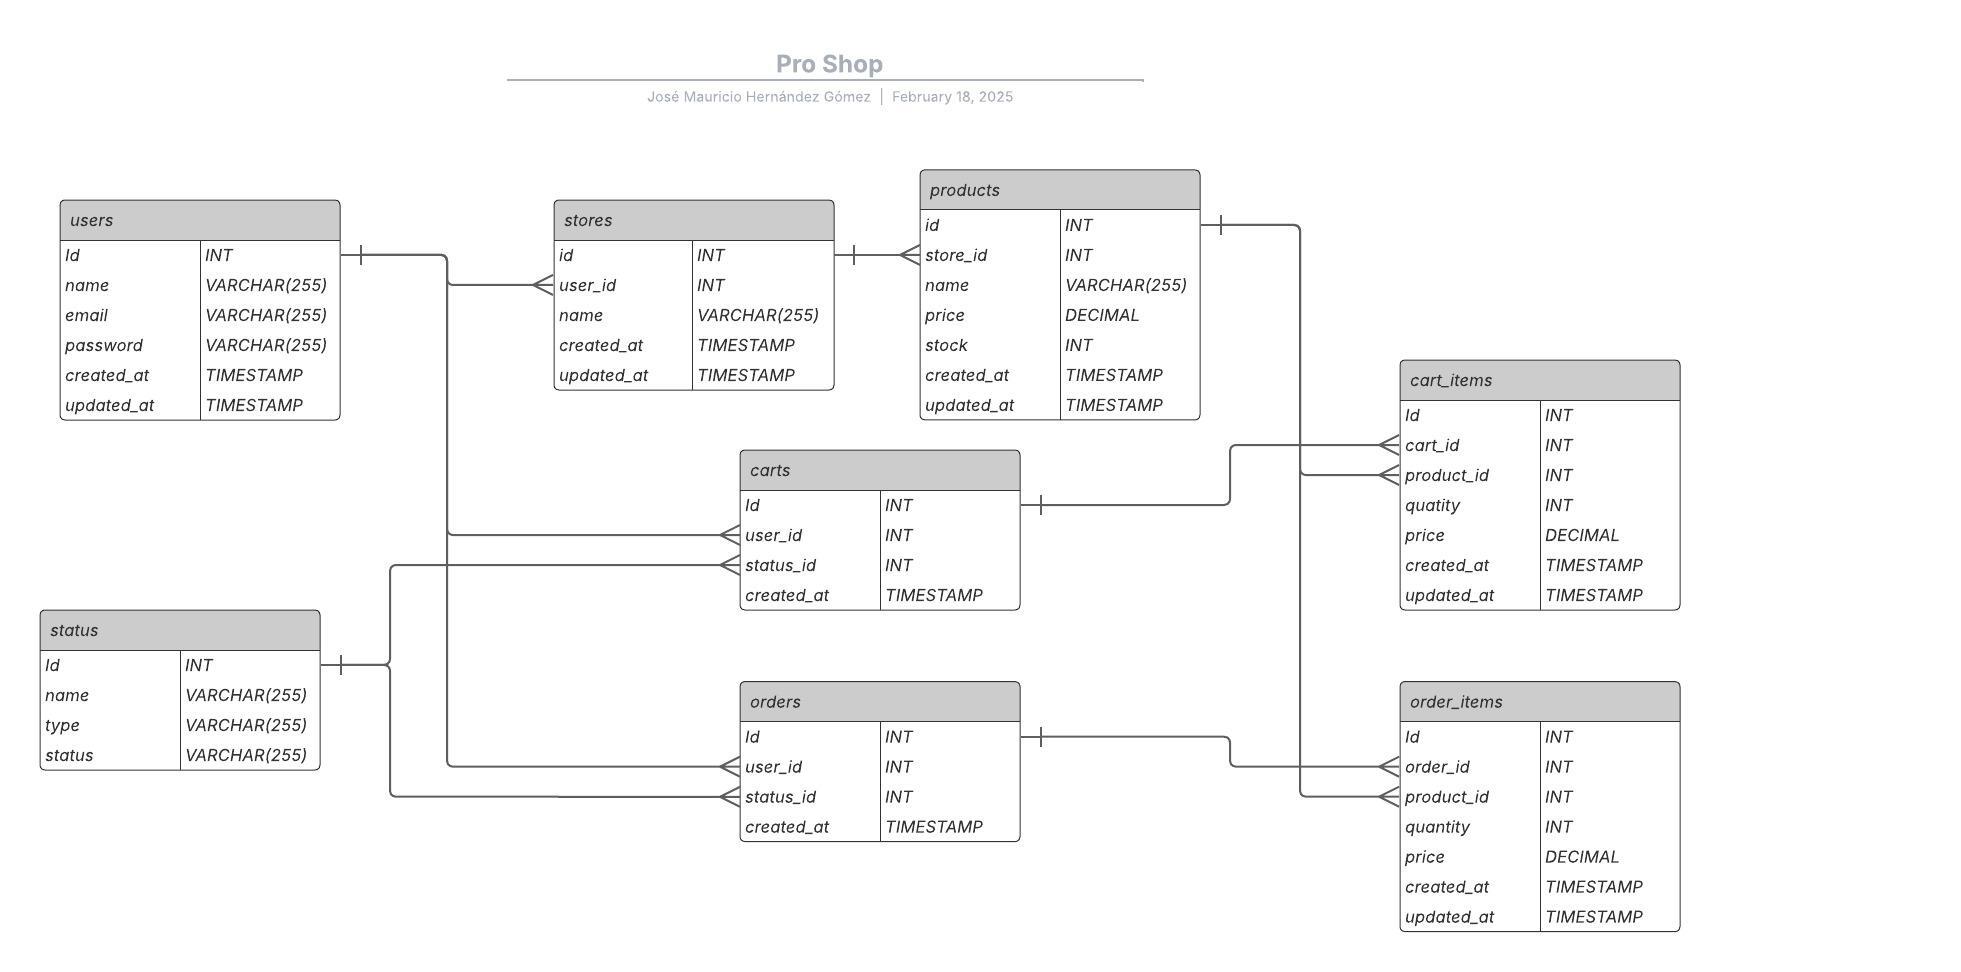 Pro Shop
José Mauricio Hernández Gómez | February 18, 2025
users
Id INT
name VARCHAR(255)
email VARCHAR(255)
password VARCHAR(255)
created_at TIMESTAMP
updated_at TIMESTAMP
stores
id INT
user_id INT
name VARCHAR(255)
created_at TIMESTAMP
updated_at TIMESTAMP
products
id INT
store_id INT
name VARCHAR(255)
price DECIMAL
stock INT
created_at TIMESTAMP
updated_at TIMESTAMP
cart_items
Id INT
cart_id INT
product_id INT
quatity INT
price DECIMAL
created_at TIMESTAMP
updated_at TIMESTAMP
carts
Id INT
user_id INT
status_id INT
created_at TIMESTAMP
status
Id INT
name VARCHAR(255)
type VARCHAR(255)
status VARCHAR(255)
orders
Id INT
user_id INT
status_id INT
created_at TIMESTAMP
order_items
Id INT
order_id INT
product_id INT
quantity INT
price DECIMAL
created_at TIMESTAMP
updated_at TIMESTAMP